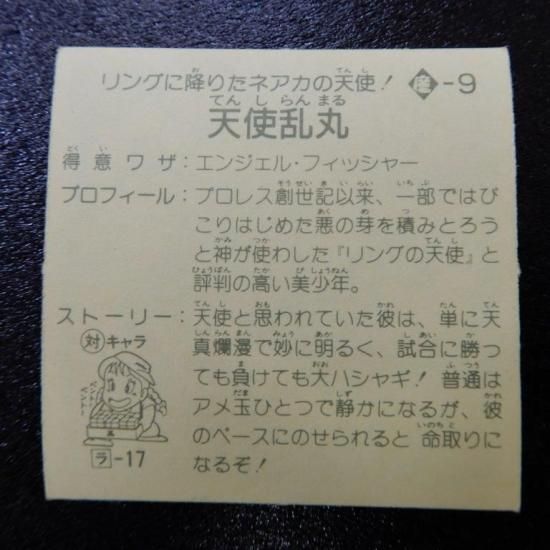 リングに降りたネアカの天使! 座-9
天使乱丸
得意ワザ:エンジェル・フィッシャー
プロフィール:プロレス創世記以来、一部ではび
こりはじめた悪の芽を積みとろう
と神が使わした『リングの天使』と
評判の高い美少年。
ストーリー:天使と思われていた彼は、単に天
真爛漫で妙に明るく、試合に勝っ
ても負けても大ハシャギ!普通は
アメ玉ひとつで静かになるが、彼
のペースにのせられると命取りに
なるぞ!
対キャラ
ラ-17